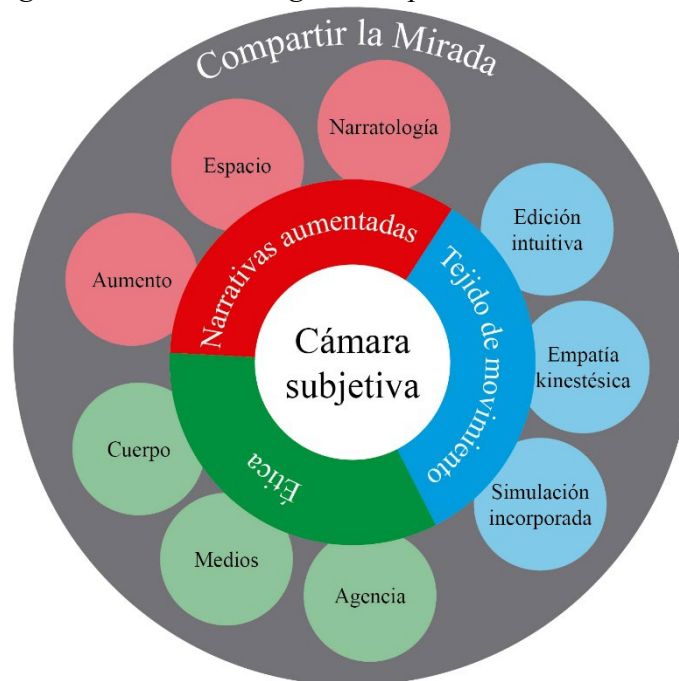 Compartir la Mirada
Narratología
Espacio
Aumento
Narrativas aumentadas
Tejido de movimiento
Ética
Cámara
subjetiva
Edición
intuitiva
Empatía
kinestésica
Simulación
incorporada
Cuerpo
Medios
Agencia